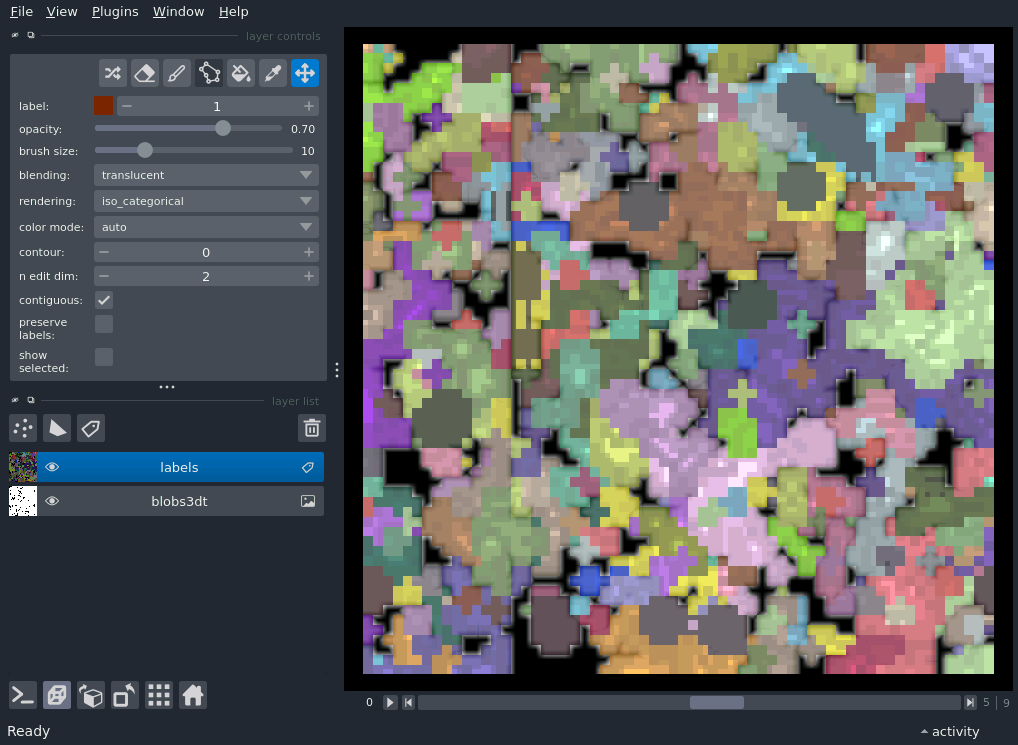 File View Plugins Window Help
layer controls
label: 1
opacity: 0.70
brush size: 10
blending: translucent
rendering: iso_categorical
color mode: auto
contour: 0
n edit dim: 2
contiguous:
preserve
labels:
show
selected:
layer list
labels
blobs3dt
0 5 9
Ready activity